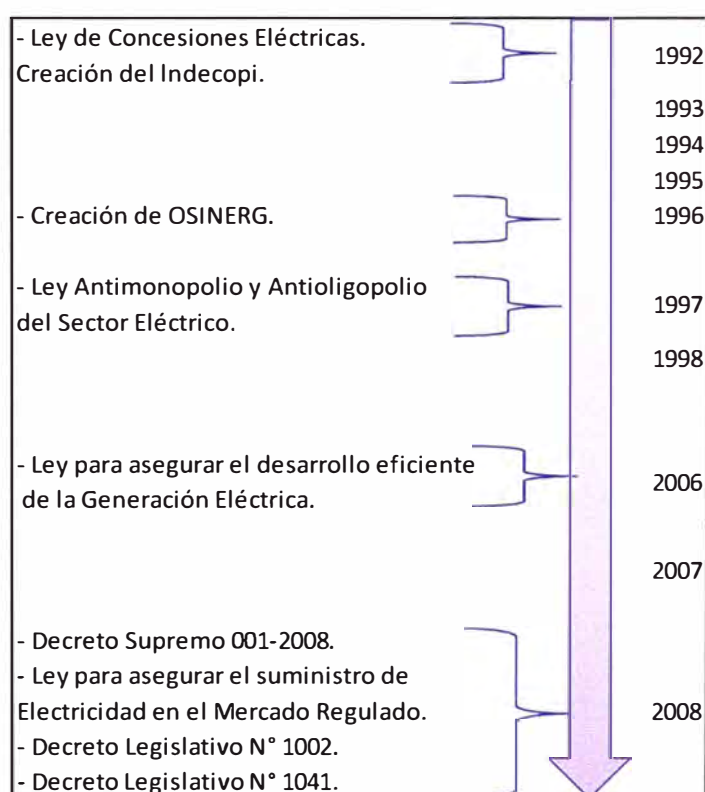 - Ley de Concesiones Eléctricas.
Creación del Indecopi.
1992
1993
1994
1995
- Creación de OSINERG.
1996
- Ley Antimonopolio y Antioligopolio
del Sector Eléctrico.
1997
1998
- Ley para asegurar el desarrollo eficiente
de la Generación Eléctrica.
2006
2007
- Decreto Supremo 001-2008.
- Ley para asegurar el suministro de
Electricidad en el Mercado Regulado.
2008
- Decreto Legislativo N° 1002.
- Decreto Legislativo N° 1041.